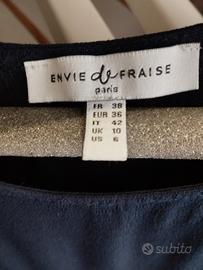 ENVIE de FRAISE
paris
FR 38
EUR 36
IT 42
UK 10
US 6
subito